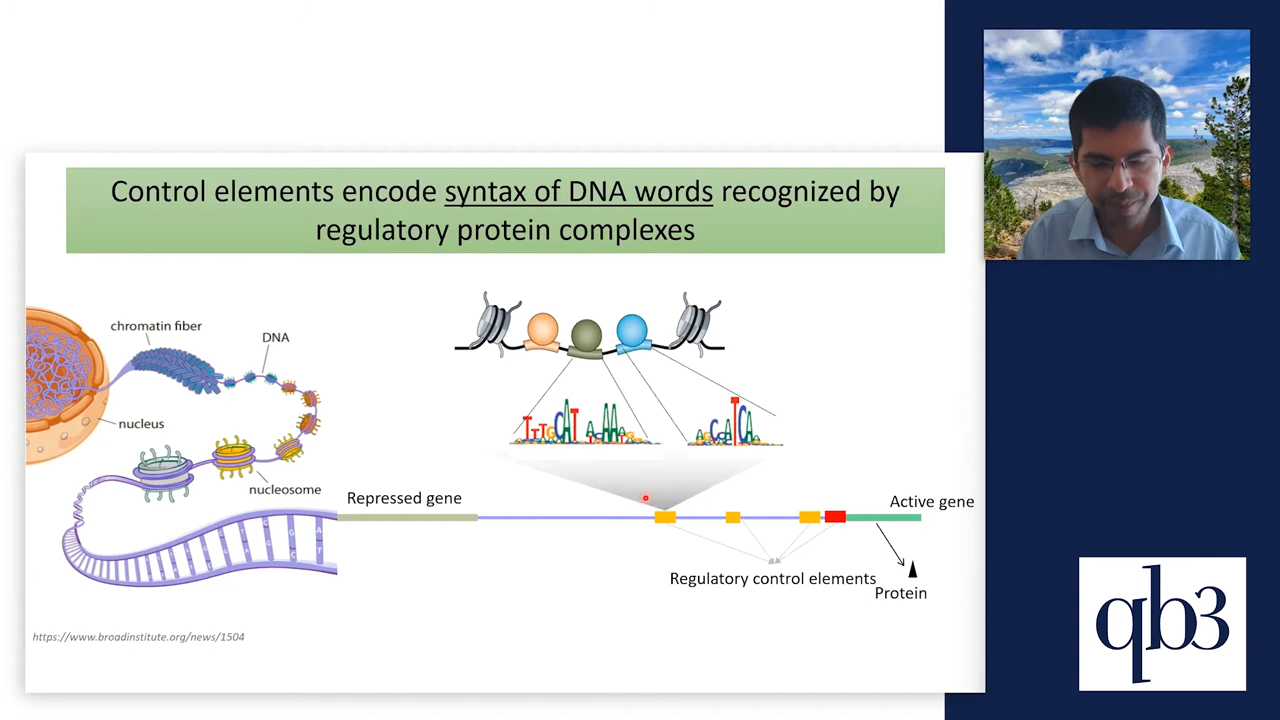 Control elements encode syntax of DNA words recognized by
regulatory protein complexes
chromatin fiber
DNA
nucleus
nucleosome
Repressed gene
Active gene
Regulatory control elements
Protein
https://www.broadinstitute.org/news/1504
qb3